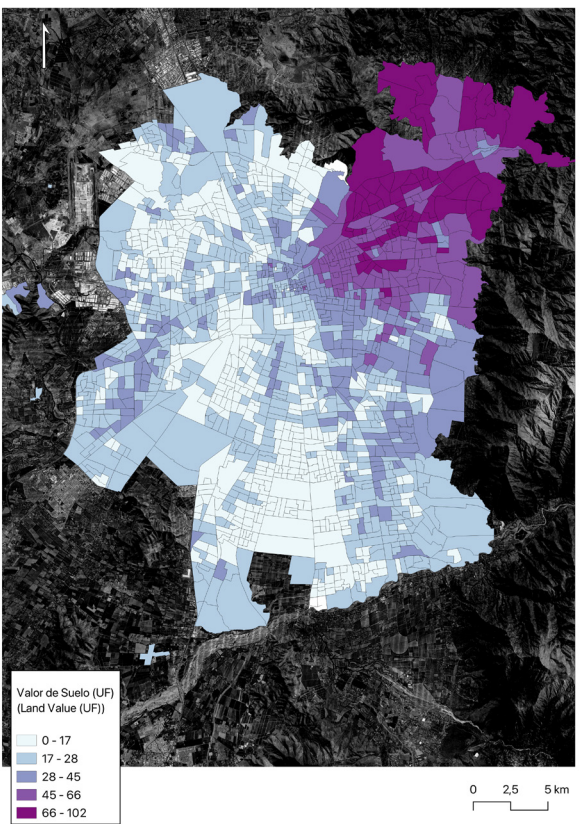 Valor de Suelo (UF)
(Land Value (UF))
0 - 17
17 - 28
28 - 45
45 - 66
66 - 102
0 2,5 5 km